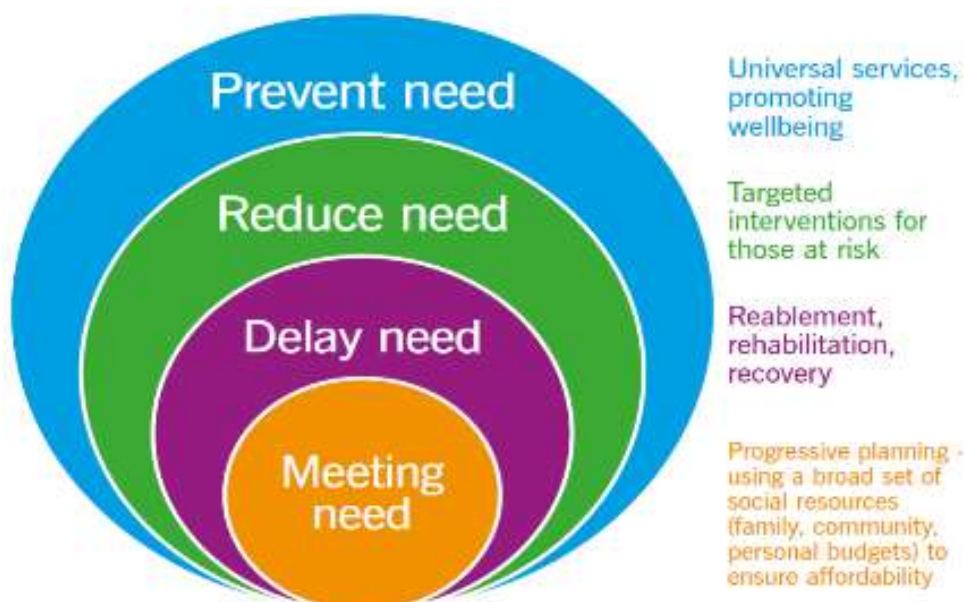 Prevent need
Universal services,
promoting
wellbeing
Reduce need
Targeted
interventions for
those at risk
Delay need
Reablement,
rehabilitation,
recovery
Meeting
need
Progressive planning -
using a broad set of
social resources
(family, community,
personal budgets) to
ensure affordability